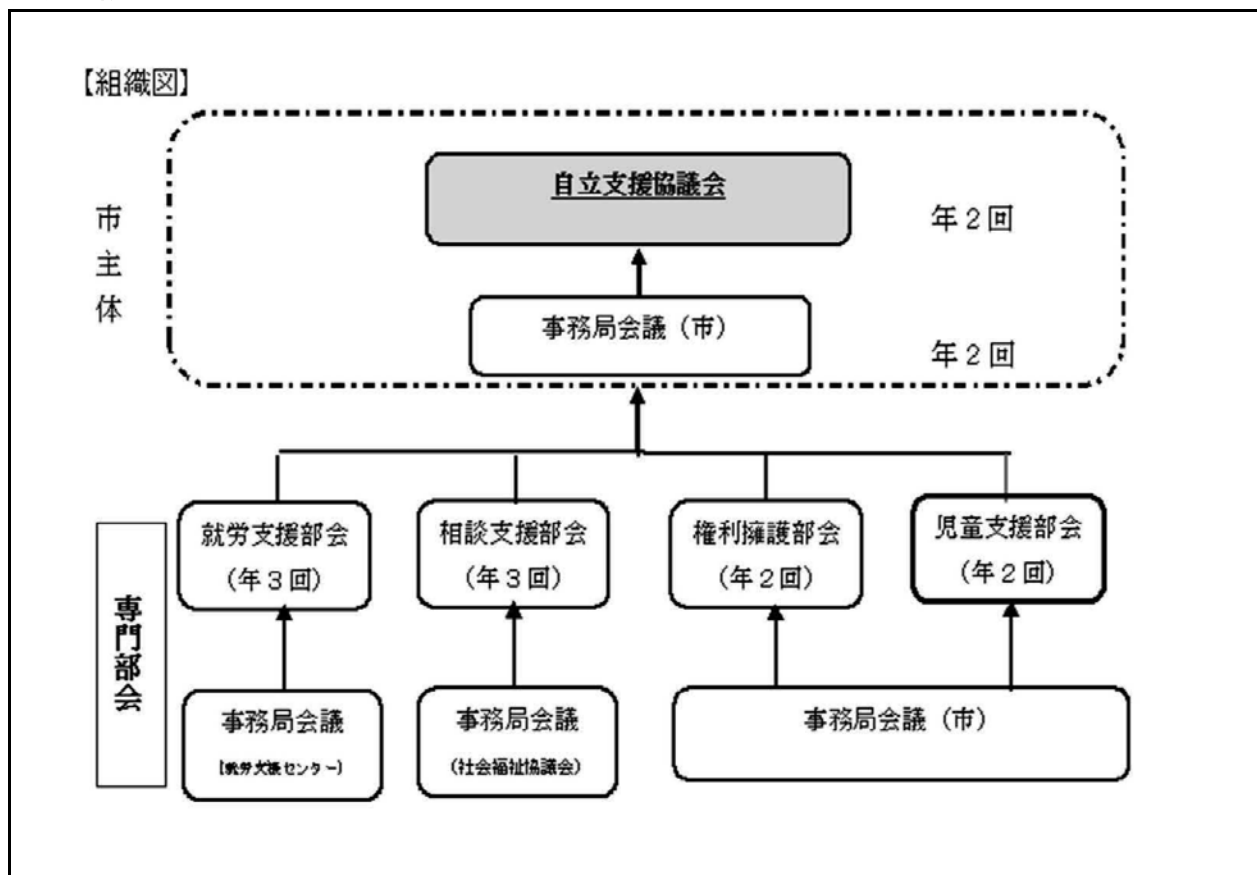 【組織図】
自立支援協議会
年２回
市主体
事務局会議（市）
年２回
就労支援部会
（年３回）
相談支援部会
（年３回）
権利擁護部会
（年２回）
児童支援部会
（年２回）
専門部会
事務局会議
［就労支援センター］
事務局会議
（社会福祉協議会）
事務局会議（市）